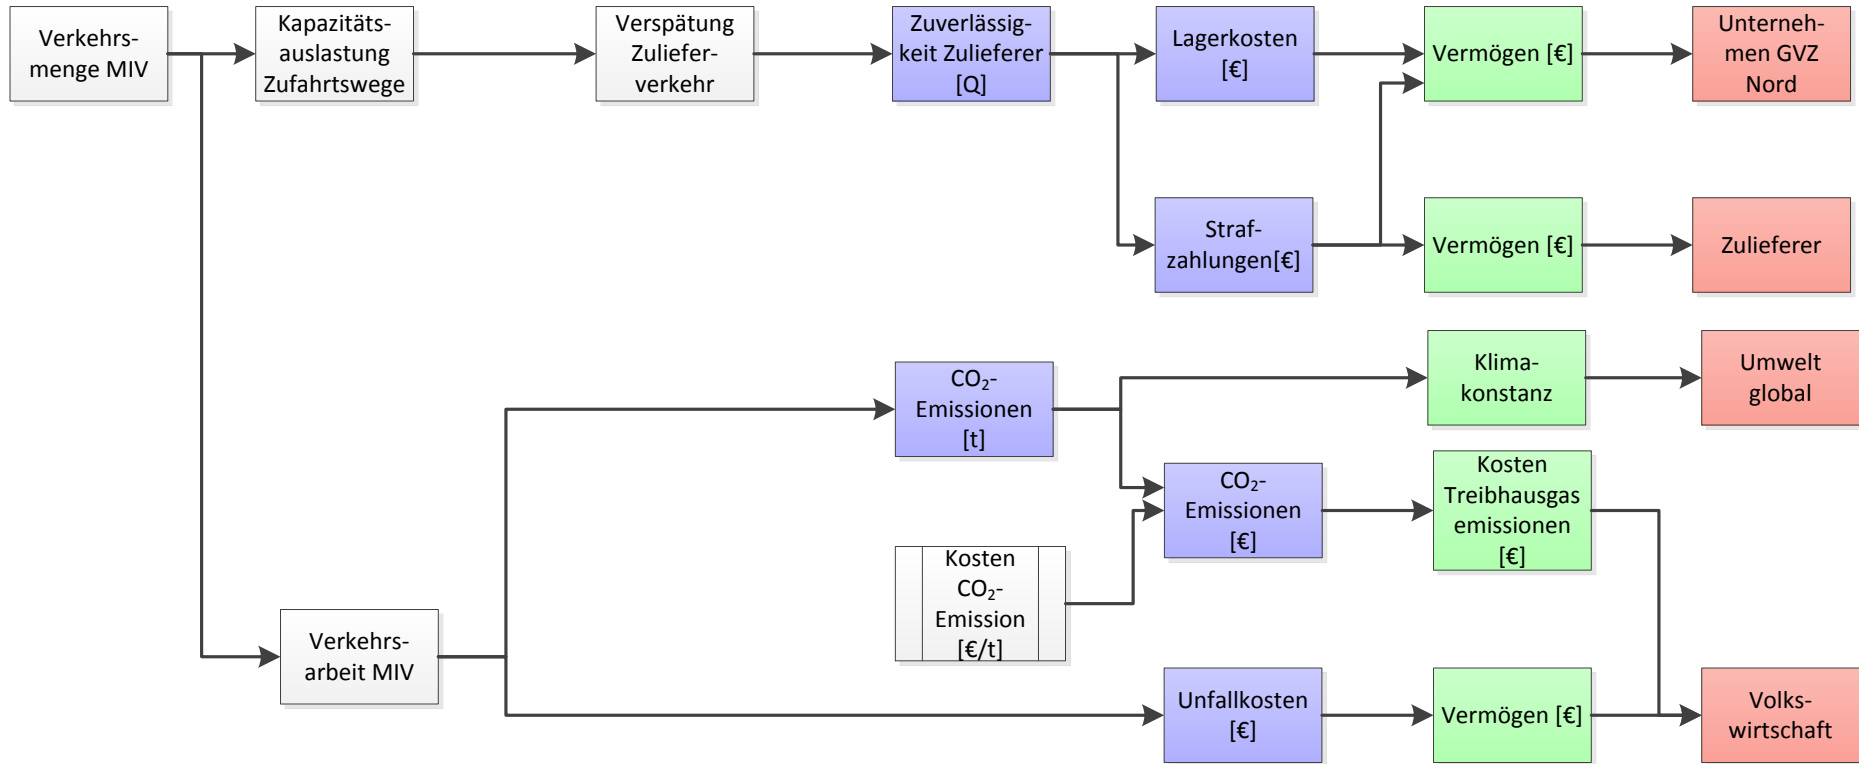 Verkehrs-
menge MIV
Kapazitäts-
auslastung
Zufahrtswege
Verspätung
Zuliefer-
verkehr
Zuverlässig-
keit Zulieferer
[Q]
Lagerkosten
[€]
Vermögen [€]
Unterneh-
men GVZ
Nord
Straf-
zahlungen[€]
Vermögen [€]
Zulieferer
CO₂-
Emissionen
[t]
Klima-
konstanz
Umwelt
global
CO₂-
Emissionen
[€]
Kosten
Treibhausgas
emissionen
[€]
Kosten
CO₂-
Emission
[€/t]
Verkehrs-
arbeit MIV
Unfallkosten
[€]
Vermögen [€]
Volks-
wirtschaft